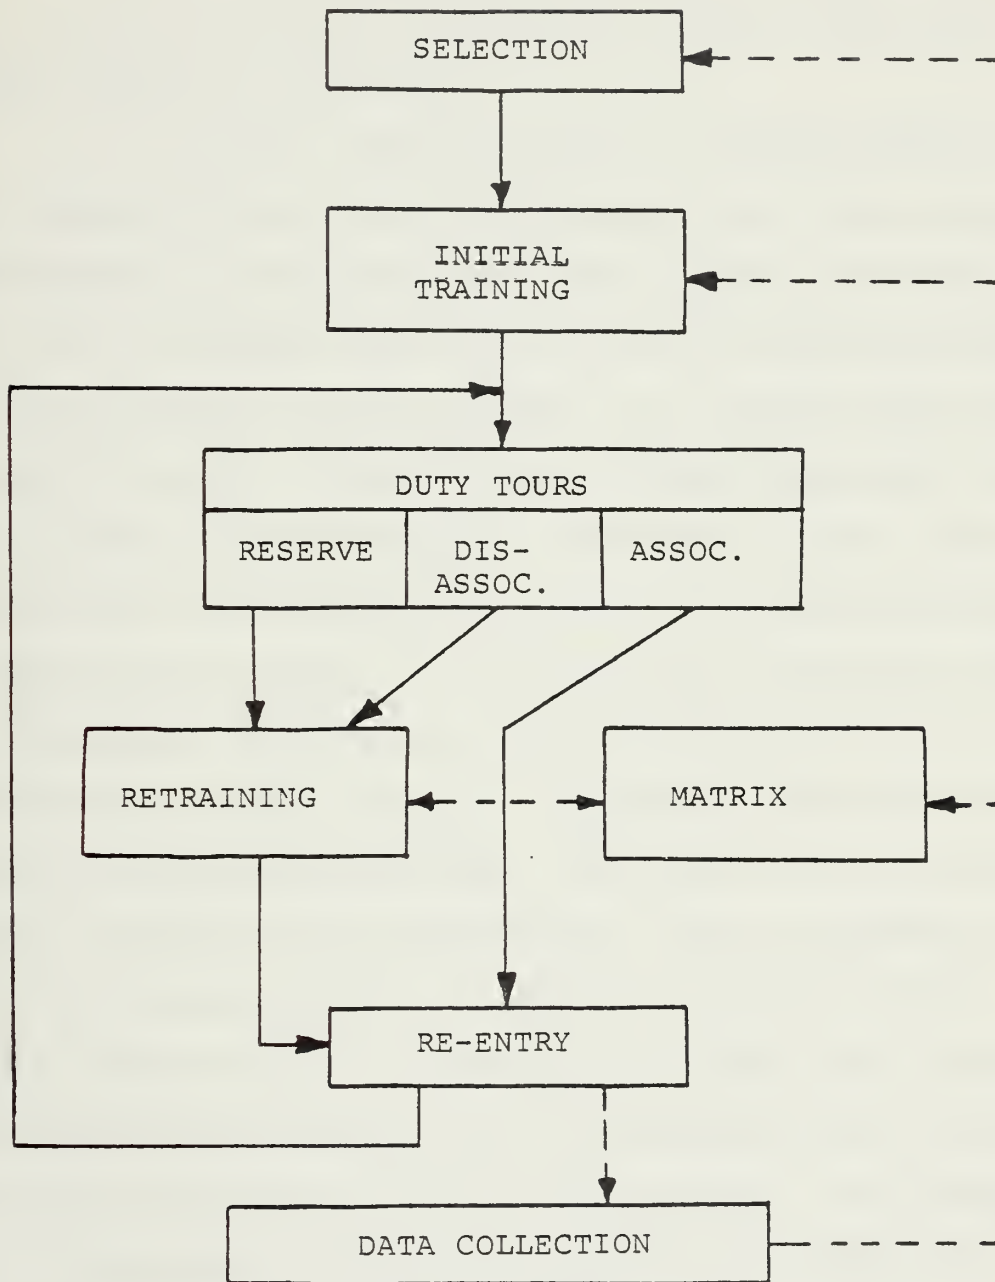 SELECTION
INITIAL
TRAINING
DUTY TOURS
RESERVE
DIS-
ASSOC.
ASSOC.
RETRAINING
MATRIX
RE-ENTRY
DATA COLLECTION